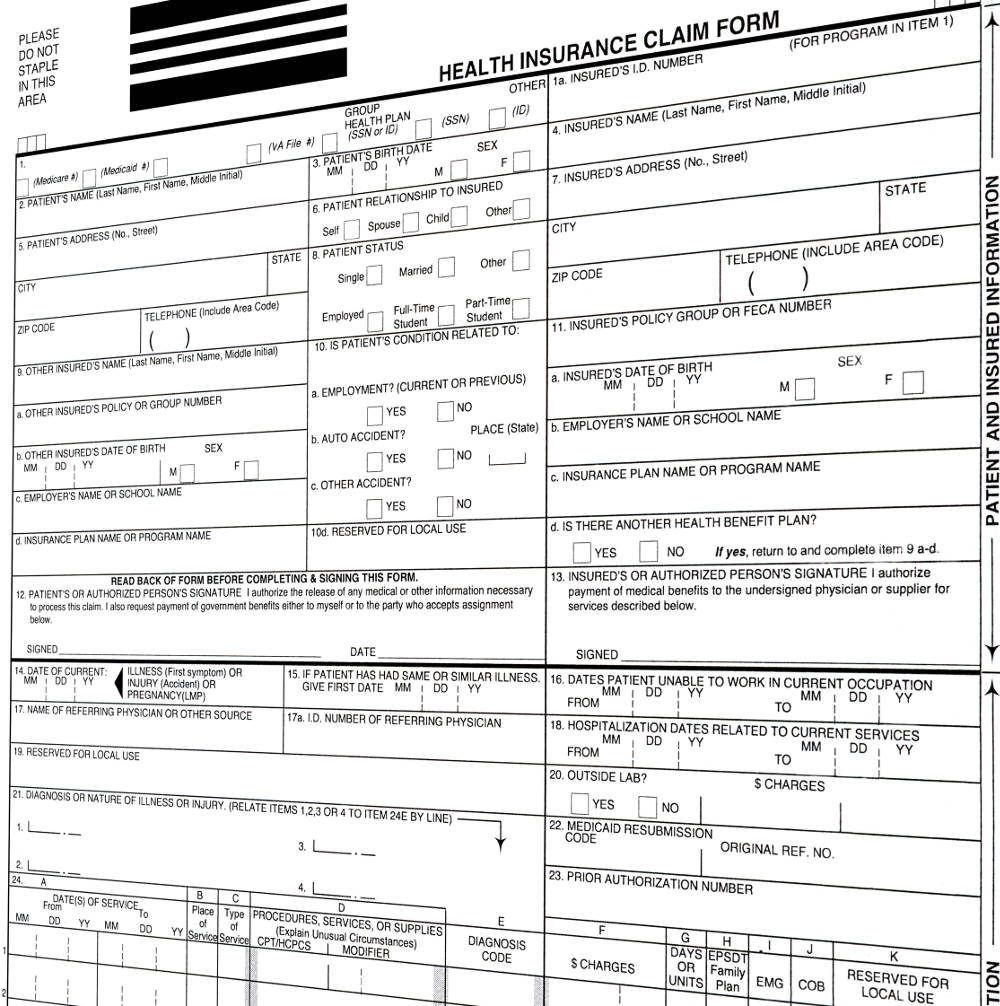 PLEASE
DO NOT
STAPLE
IN THIS
AREA
HEALTH INSURANCE CLAIM FORM
1.
(Medicare #)
(Medicaid #)
(VA File #)
GROUP
HEALTH PLAN
(SSN or ID)
(SSN)
OTHER
(ID)
1a. INSURED'S I.D. NUMBER
(FOR PROGRAM IN ITEM 1)
2. PATIENT'S NAME (Last Name, First Name, Middle Initial)
3. PATIENT'S BIRTH DATE
MM DD YY
SEX
M F
4. INSURED'S NAME (Last Name, First Name, Middle Initial)
5. PATIENT'S ADDRESS (No., Street)
6. PATIENT RELATIONSHIP TO INSURED
Self Spouse Child Other
7. INSURED'S ADDRESS (No., Street)
CITY
STATE
8. PATIENT STATUS
Single Married Other
Employed Full-Time Student Part-Time Student
CITY
STATE
ZIP CODE
TELEPHONE (Include Area Code)
( )
ZIP CODE
TELEPHONE (INCLUDE AREA CODE)
( )
9. OTHER INSURED'S NAME (Last Name, First Name, Middle Initial)
10. IS PATIENT'S CONDITION RELATED TO:
11. INSURED'S POLICY GROUP OR FECA NUMBER
a. OTHER INSURED'S POLICY OR GROUP NUMBER
a. EMPLOYMENT? (CURRENT OR PREVIOUS)
YES NO
a. INSURED'S DATE OF BIRTH
MM DD YY
SEX
M F
b. OTHER INSURED'S DATE OF BIRTH
MM DD YY
SEX
M F
b. AUTO ACCIDENT?
PLACE (State)
YES NO
b. EMPLOYER'S NAME OR SCHOOL NAME
c. EMPLOYER'S NAME OR SCHOOL NAME
c. OTHER ACCIDENT?
YES NO
c. INSURANCE PLAN NAME OR PROGRAM NAME
d. INSURANCE PLAN NAME OR PROGRAM NAME
10d. RESERVED FOR LOCAL USE
d. IS THERE ANOTHER HEALTH BENEFIT PLAN?
YES NO If yes, return to and complete item 9 a-d.
READ BACK OF FORM BEFORE COMPLETING & SIGNING THIS FORM.
12. PATIENT'S OR AUTHORIZED PERSON'S SIGNATURE I authorize the release of any medical or other information necessary
to process this claim. I also request payment of government benefits either to myself or to the party who accepts assignment
below.
SIGNED DATE
13. INSURED'S OR AUTHORIZED PERSON'S SIGNATURE I authorize
payment of medical benefits to the undersigned physician or supplier for
services described below.
SIGNED
PATIENT AND INSURED INFORMATION
14. DATE OF CURRENT:
MM DD YY
ILLNESS (First symptom) OR
INJURY (Accident) OR
PREGNANCY(LMP)
15. IF PATIENT HAS HAD SAME OR SIMILAR ILLNESS.
GIVE FIRST DATE MM DD YY
16. DATES PATIENT UNABLE TO WORK IN CURRENT OCCUPATION
MM DD YY MM DD YY
FROM TO
17. NAME OF REFERRING PHYSICIAN OR OTHER SOURCE
17a. I.D. NUMBER OF REFERRING PHYSICIAN
18. HOSPITALIZATION DATES RELATED TO CURRENT SERVICES
MM DD YY MM DD YY
FROM TO
19. RESERVED FOR LOCAL USE
20. OUTSIDE LAB?
$ CHARGES
YES NO
21. DIAGNOSIS OR NATURE OF ILLNESS OR INJURY. (RELATE ITEMS 1,2,3 OR 4 TO ITEM 24E BY LINE)
1.
3.
2.
4.
22. MEDICAID RESUBMISSION
CODE
ORIGINAL REF. NO.
23. PRIOR AUTHORIZATION NUMBER
24. A
DATE(S) OF SERVICE
From To
MM DD YY MM DD YY
B
Place
of
Service
C
Type
of
Service
D
PROCEDURES, SERVICES, OR SUPPLIES
(Explain Unusual Circumstances)
CPT/HCPCS MODIFIER
E
DIAGNOSIS
CODE
F
$ CHARGES
G
DAYS
OR
UNITS
H
EPSDT
Family
Plan
I
EMG
J
COB
K
RESERVED FOR
LOCAL USE
1
2
TION